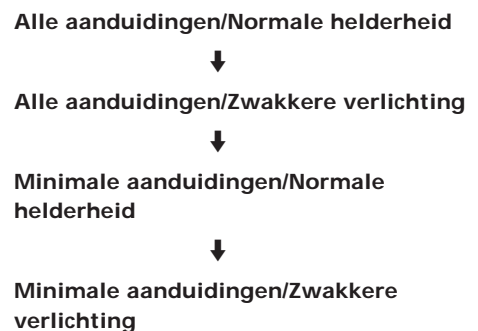 Alle aanduidingen/Normale helderheid
Alle aanduidingen/Zwakkere verlichting
Minimale aanduidingen/Normale
helderheid
Minimale aanduidingen/Zwakkere
verlichting